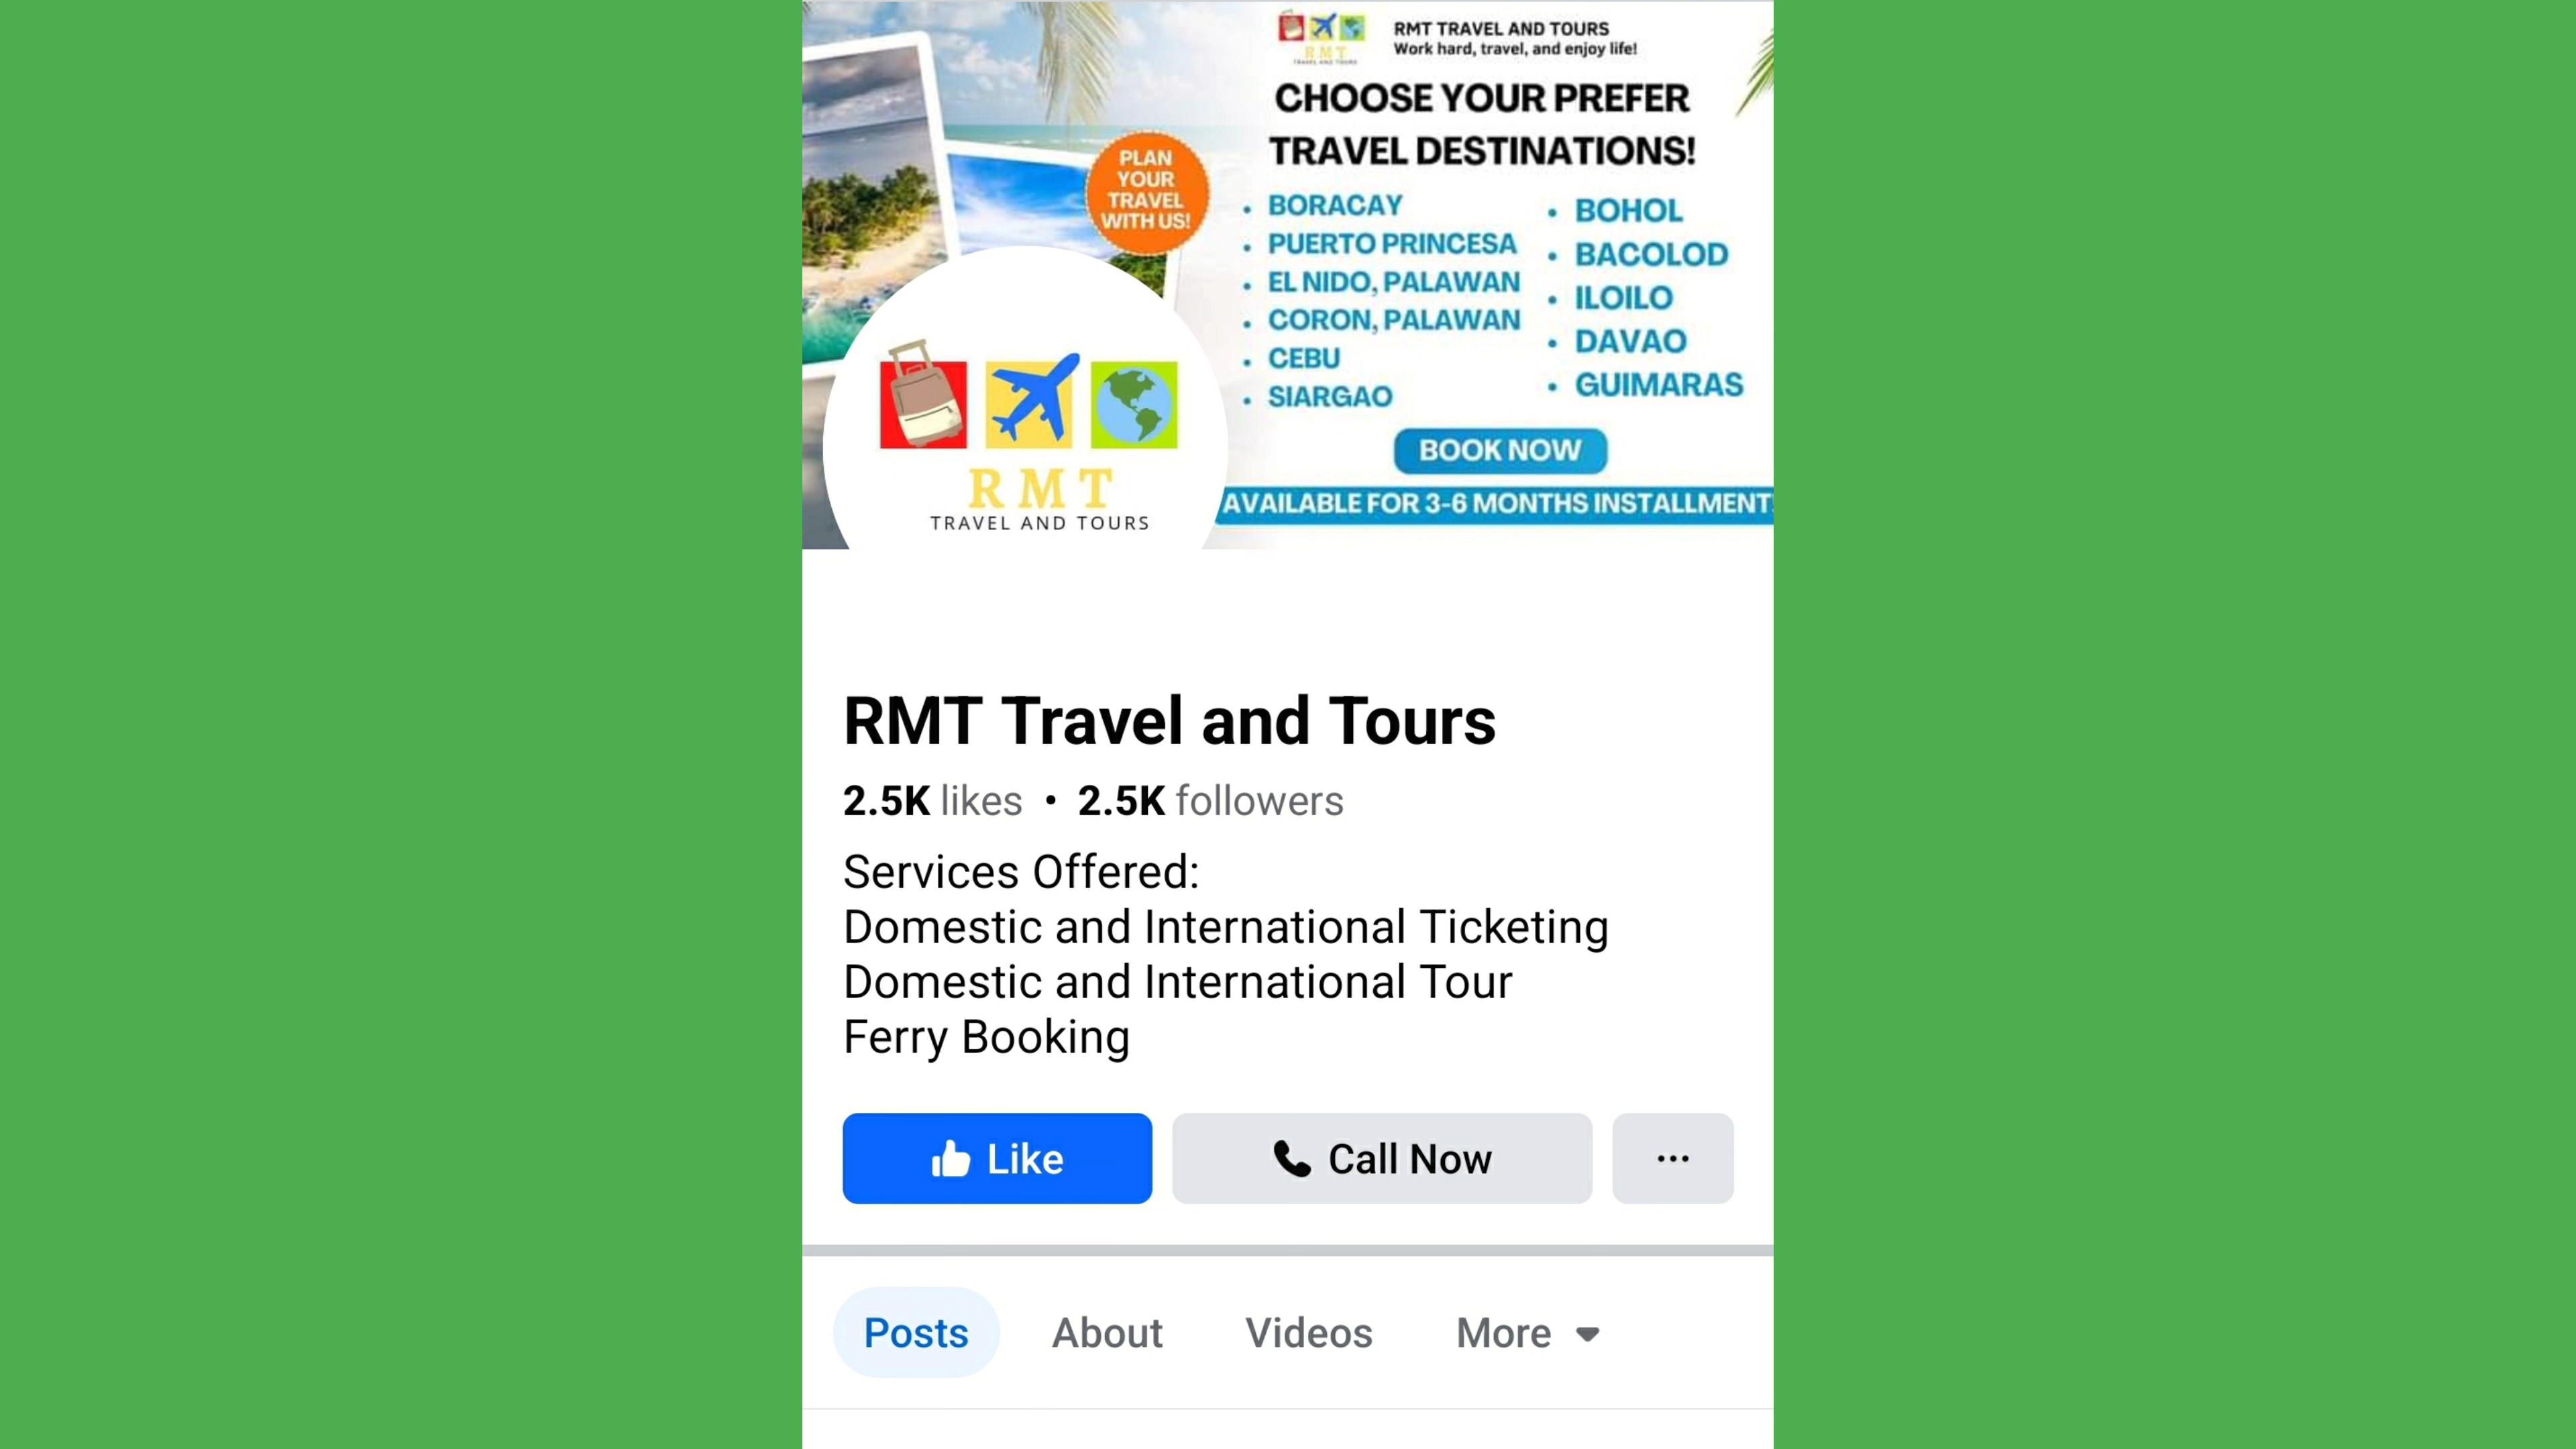 RMT
TRAVEL AND TOURS
RMT TRAVEL AND TOURS
Work hard, travel, and enjoy life!
CHOOSE YOUR PREFER
TRAVEL DESTINATIONS!
PLAN
YOUR
TRAVEL
WITH US!
• BORACAY
• PUERTO PRINCESA
• EL NIDO, PALAWAN
• CORON, PALAWAN
• CEBU
• SIARGAO
• BOHOL
• BACOLOD
• ILOILO
• DAVAO
• GUIMARAS
BOOK NOW
AVAILABLE FOR 3-6 MONTHS INSTALLMENT!
RMT
TRAVEL AND TOURS
RMT Travel and Tours
2.5K likes • 2.5K followers
Services Offered:
Domestic and International Ticketing
Domestic and International Tour
Ferry Booking
Like
Call Now
...
Posts
About
Videos
More